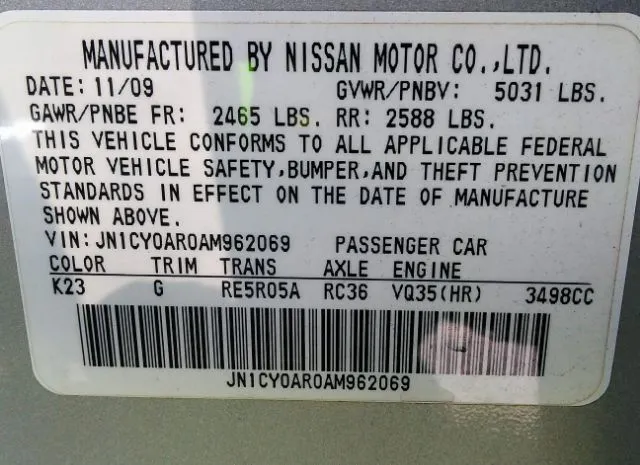 MANUFACTURED BY NISSAN MOTOR CO.,LTD.
DATE: 11/09 GVWR/PNBV: 5031 LBS.
GAWR/PNBE FR: 2465 LBS. RR: 2588 LBS.
THIS VEHICLE CONFORMS TO ALL APPLICABLE FEDERAL
MOTOR VEHICLE SAFETY,BUMPER,AND THEFT PREVENTION
STANDARDS IN EFFECT ON THE DATE OF MANUFACTURE
SHOWN ABOVE.
VIN: JN1CY0AR0AM962069 PASSENGER CAR
COLOR TRIM TRANS AXLE ENGINE
K23 G RE5R05A RC36 VQ35(HR) 3498CC
JN1CY0AR0AM962069